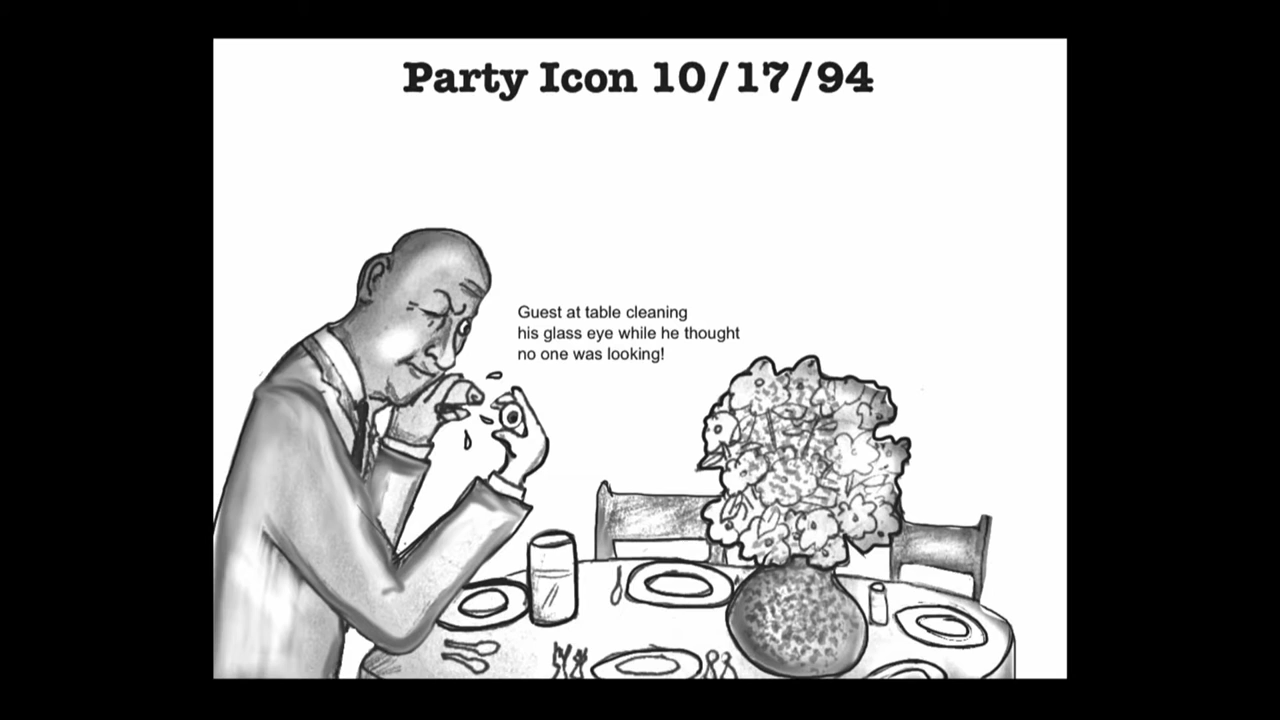 Party Icon 10/17/94
Guest at table cleaning
his glass eye while he thought
no one was looking!